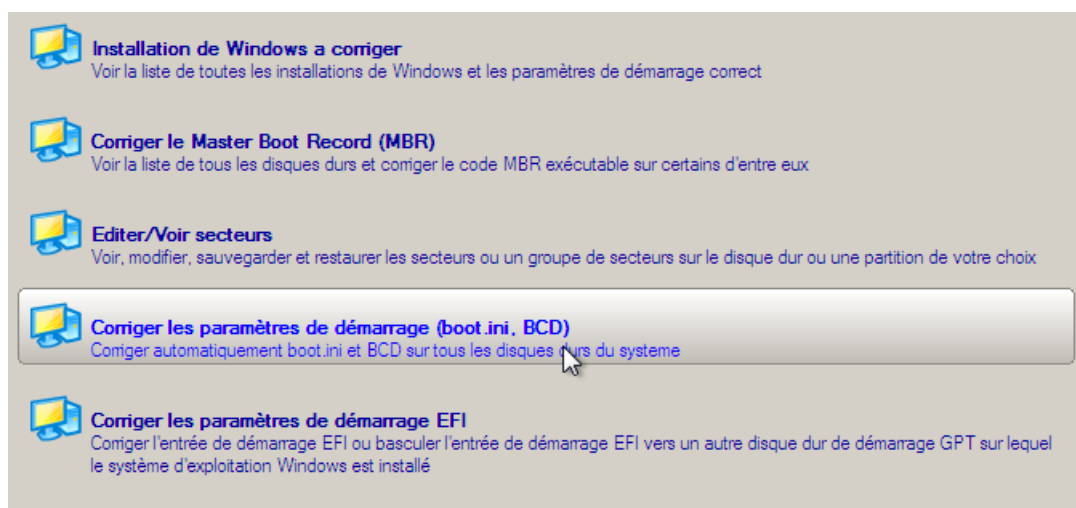 Installation de Windows a corriger
Voir la liste de toutes les installations de Windows et les paramètres de démarrage correct
Corriger le Master Boot Record (MBR)
Voir la liste de tous les disques durs et corriger le code MBR exécutable sur certains d'entre eux
Editer/Voir secteurs
Voir, modifier, sauvegarder et restaurer les secteurs ou un groupe de secteurs sur le disque dur ou une partition de votre choix
Corriger les paramètres de démarrage (boot.ini, BCD)
Corriger automatiquement boot.ini et BCD sur tous les disques durs du systeme
Corriger les paramètres de démarrage EFI
Corriger l'entrée de démarrage EFI ou basculer l'entrée de démarrage EFI vers un autre disque dur de démarrage GPT sur lequel
le système d'exploitation Windows est installé